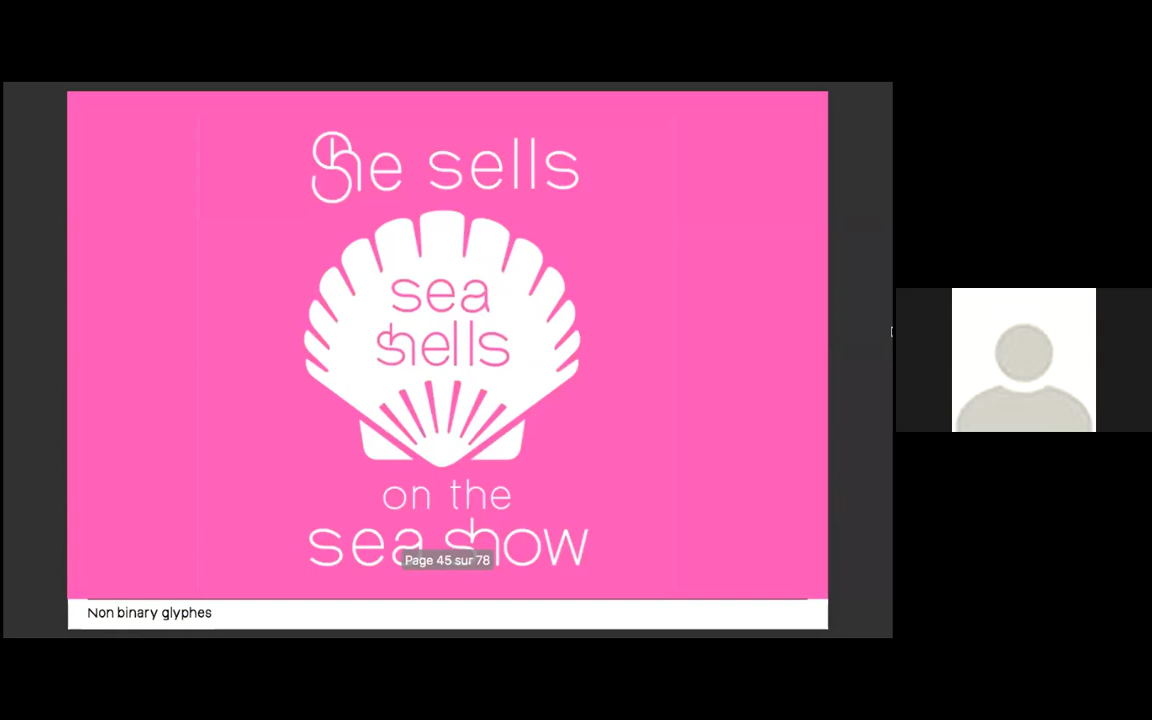 She sells
sea
shells
on the
sea show
Page 45 sur 78
Non binary glyphes